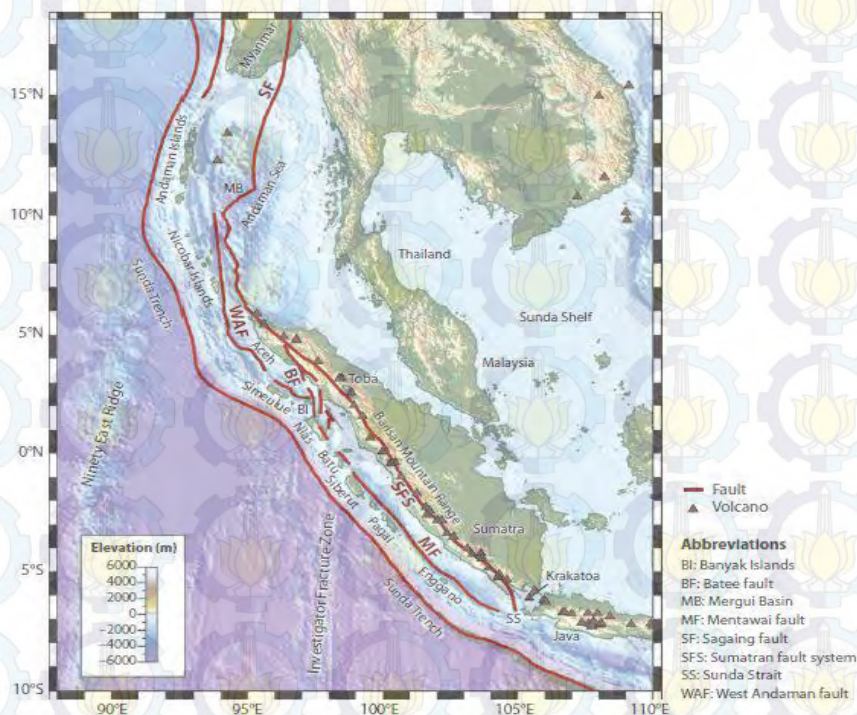 15°N
10°N
5°N
0°N
5°S
10°S
90°E
95°E
100°E
105°E
110°E
Myanmar
SF
Andaman Islands
MB
Andaman Sea
Nicobar Islands
Sunda Trench
WAF
Thailand
Sunda Shelf
Malaysia
Aceh
BF
Toba
Simeulue
BI
Nias
Batu
Siberut
Pagai
Barisan Mountain Range
SFS
Sumatra
MF
Enggano
Krakatoa
Ninety East Ridge
Investigator Fracture Zone
Sunda Trench
SS
Java
Elevation (m)
6000
4000
2000
0
−2000
−4000
−6000
Fault
Volcano
Abbreviations
BI: Banyak Islands
BF: Batee fault
MB: Mergui Basin
MF: Mentawai fault
SF: Sagaing fault
SFS: Sumatran fault system
SS: Sunda Strait
WAF: West Andaman fault